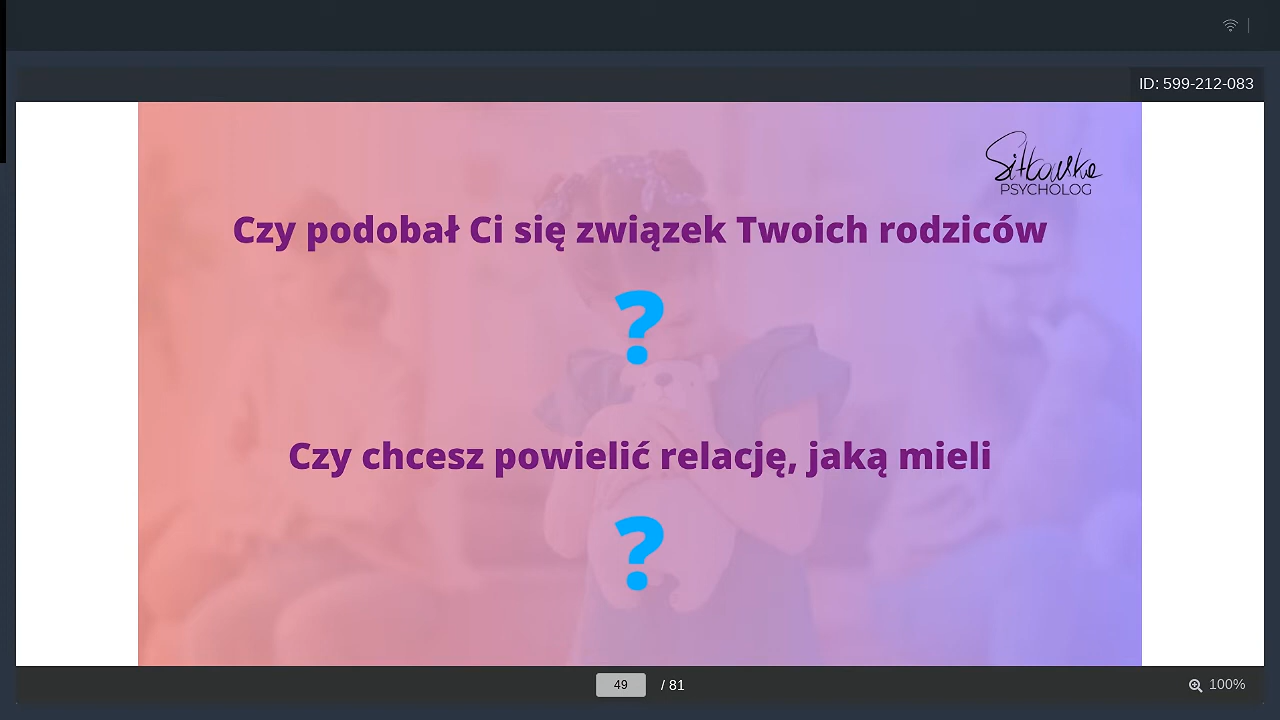 ID: 599-212-083
PSYCHOLOG
Czy podobał Ci się związek Twoich rodziców
?
Czy chcesz powielić relację, jaką mieli
?
49 / 81
100%